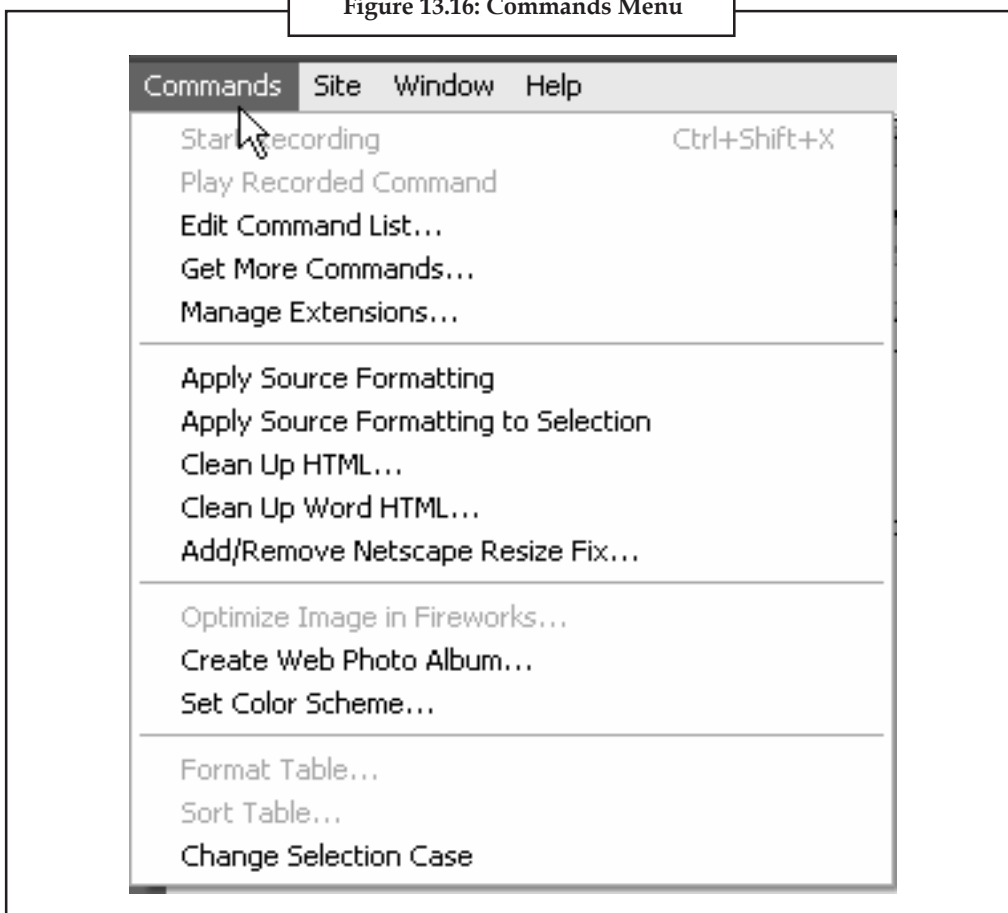 Figure 13.16: Commands Menu
Commands Site Window Help
Start Recording Ctrl+Shift+X
Play Recorded Command
Edit Command List...
Get More Commands...
Manage Extensions...
Apply Source Formatting
Apply Source Formatting to Selection
Clean Up HTML...
Clean Up Word HTML...
Add/Remove Netscape Resize Fix...
Optimize Image in Fireworks...
Create Web Photo Album...
Set Color Scheme...
Format Table...
Sort Table...
Change Selection Case